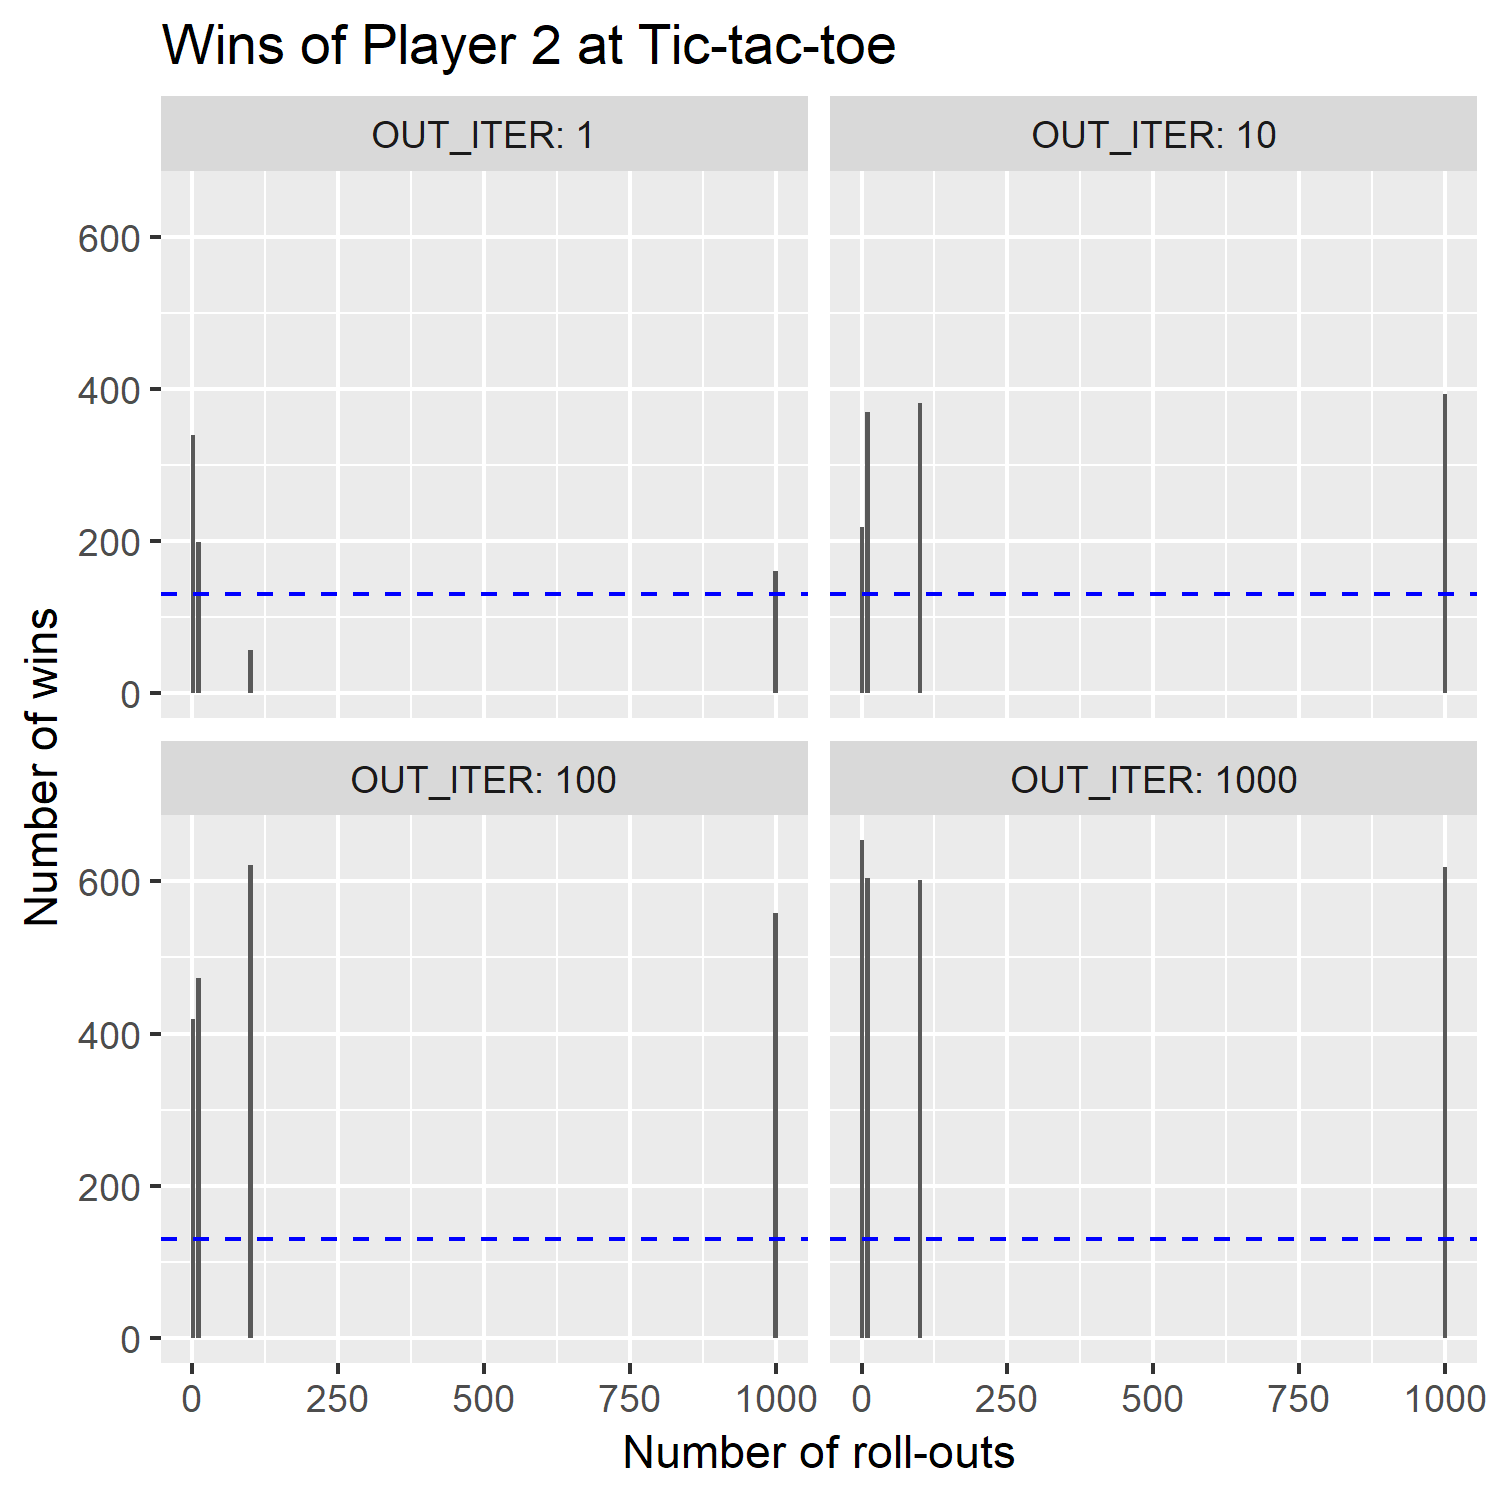 Wins of Player 2 at Tic-tac-toe
OUT_ITER: 1
OUT_ITER: 10
600
400
200
0
OUT_ITER: 100
OUT_ITER: 1000
600
400
200
0
Number of wins
0 250 500 750 1000
0 250 500 750 1000
Number of roll-outs